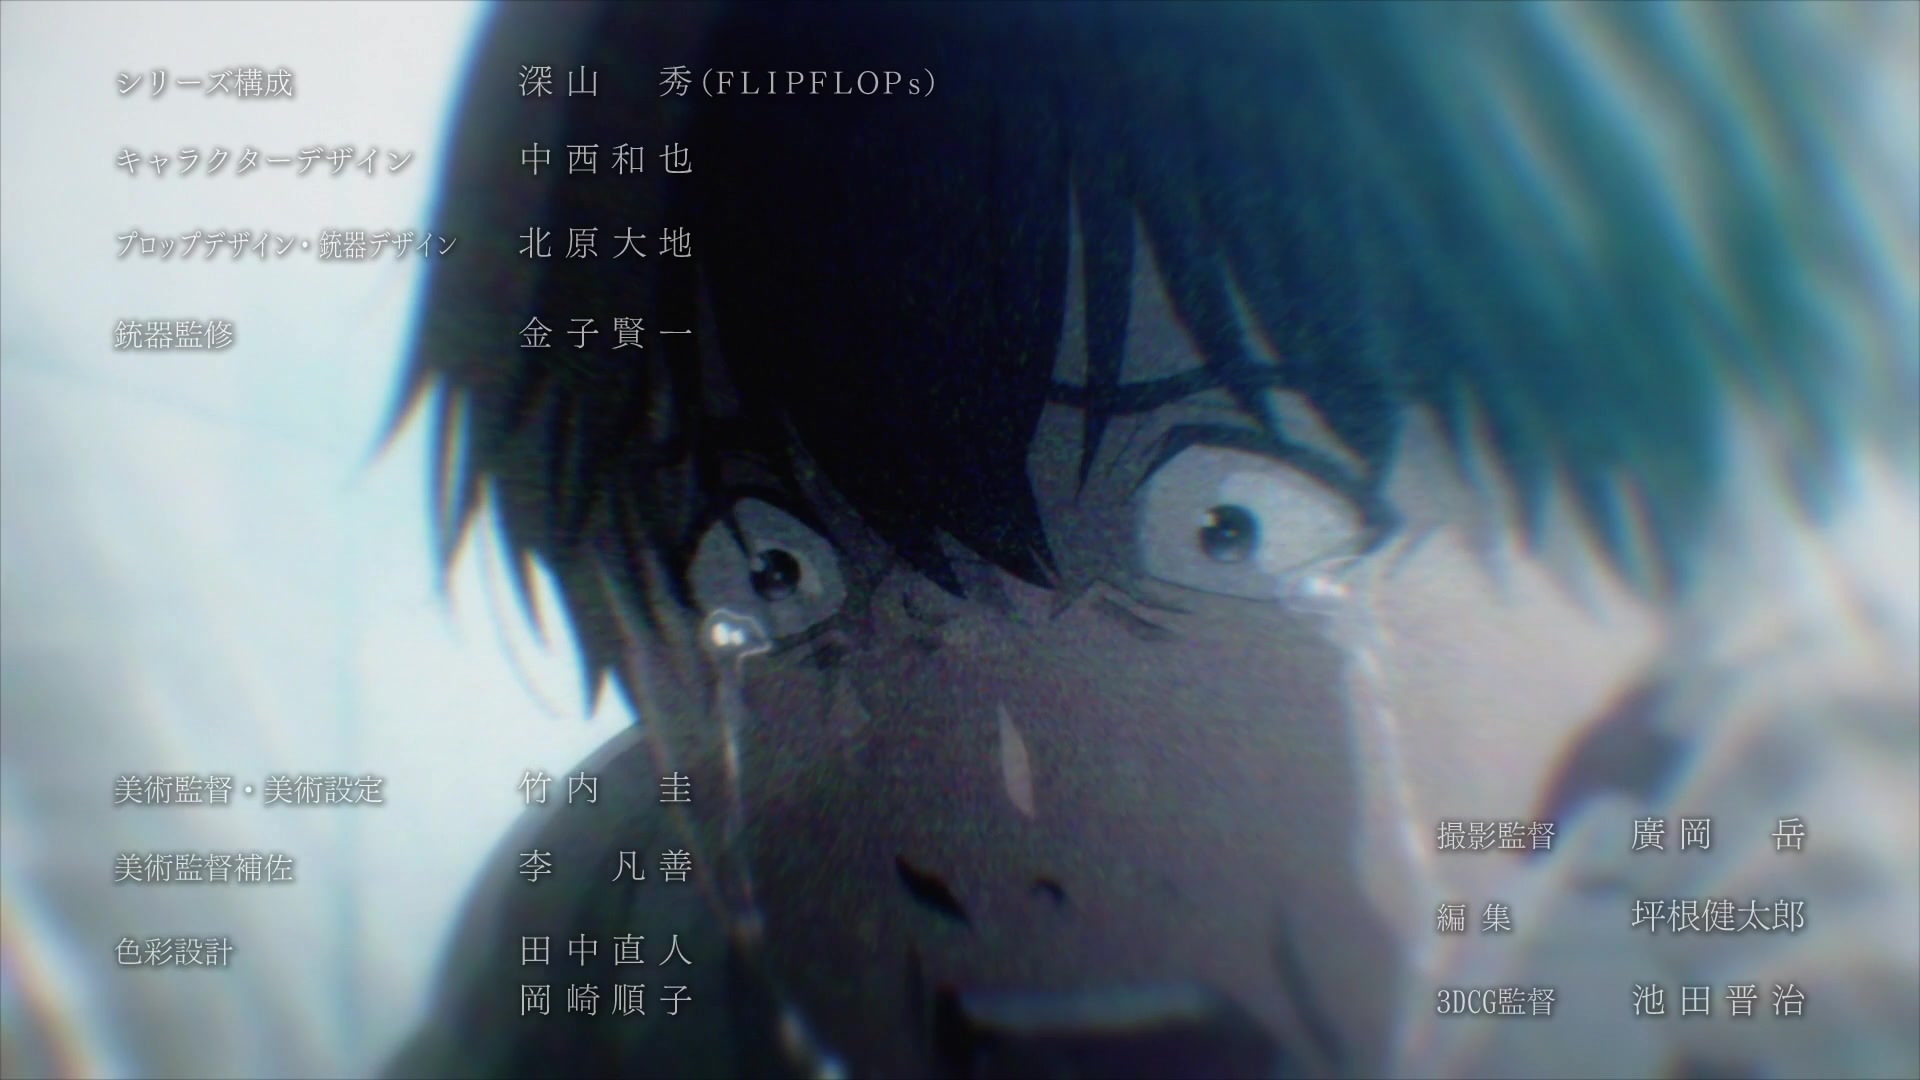 シリーズ構成 深山 秀(FLIPFLOPs)
キャラクターデザイン 中西和也
プロップデザイン・銃器デザイン 北原大地
銃器監修 金子賢一
美術監督・美術設定 竹内 圭
美術監督補佐 李 凡善
色彩設計 田中直人
岡崎順子
撮影監督 廣岡 岳
編集 坪根健太郎
3DCG監督 池田晋治